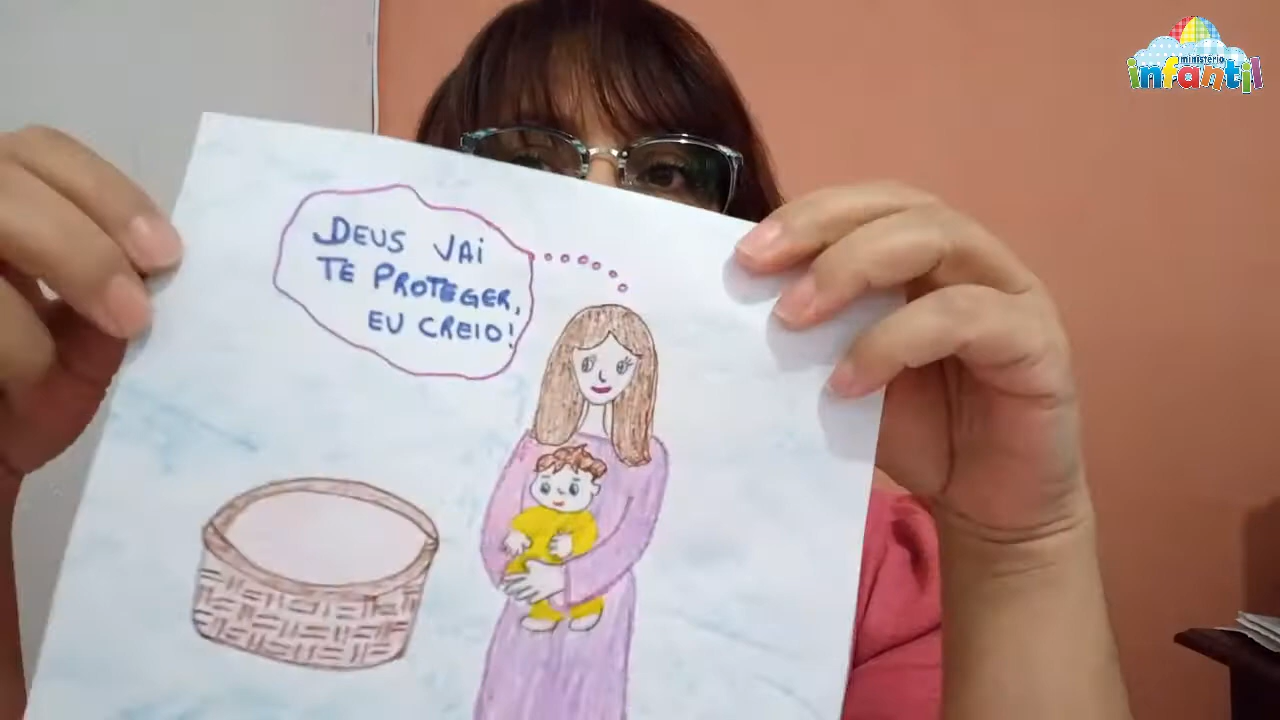 ministério
infantil
DEUS VAi
TE PROTEGER,
EU CREIO!